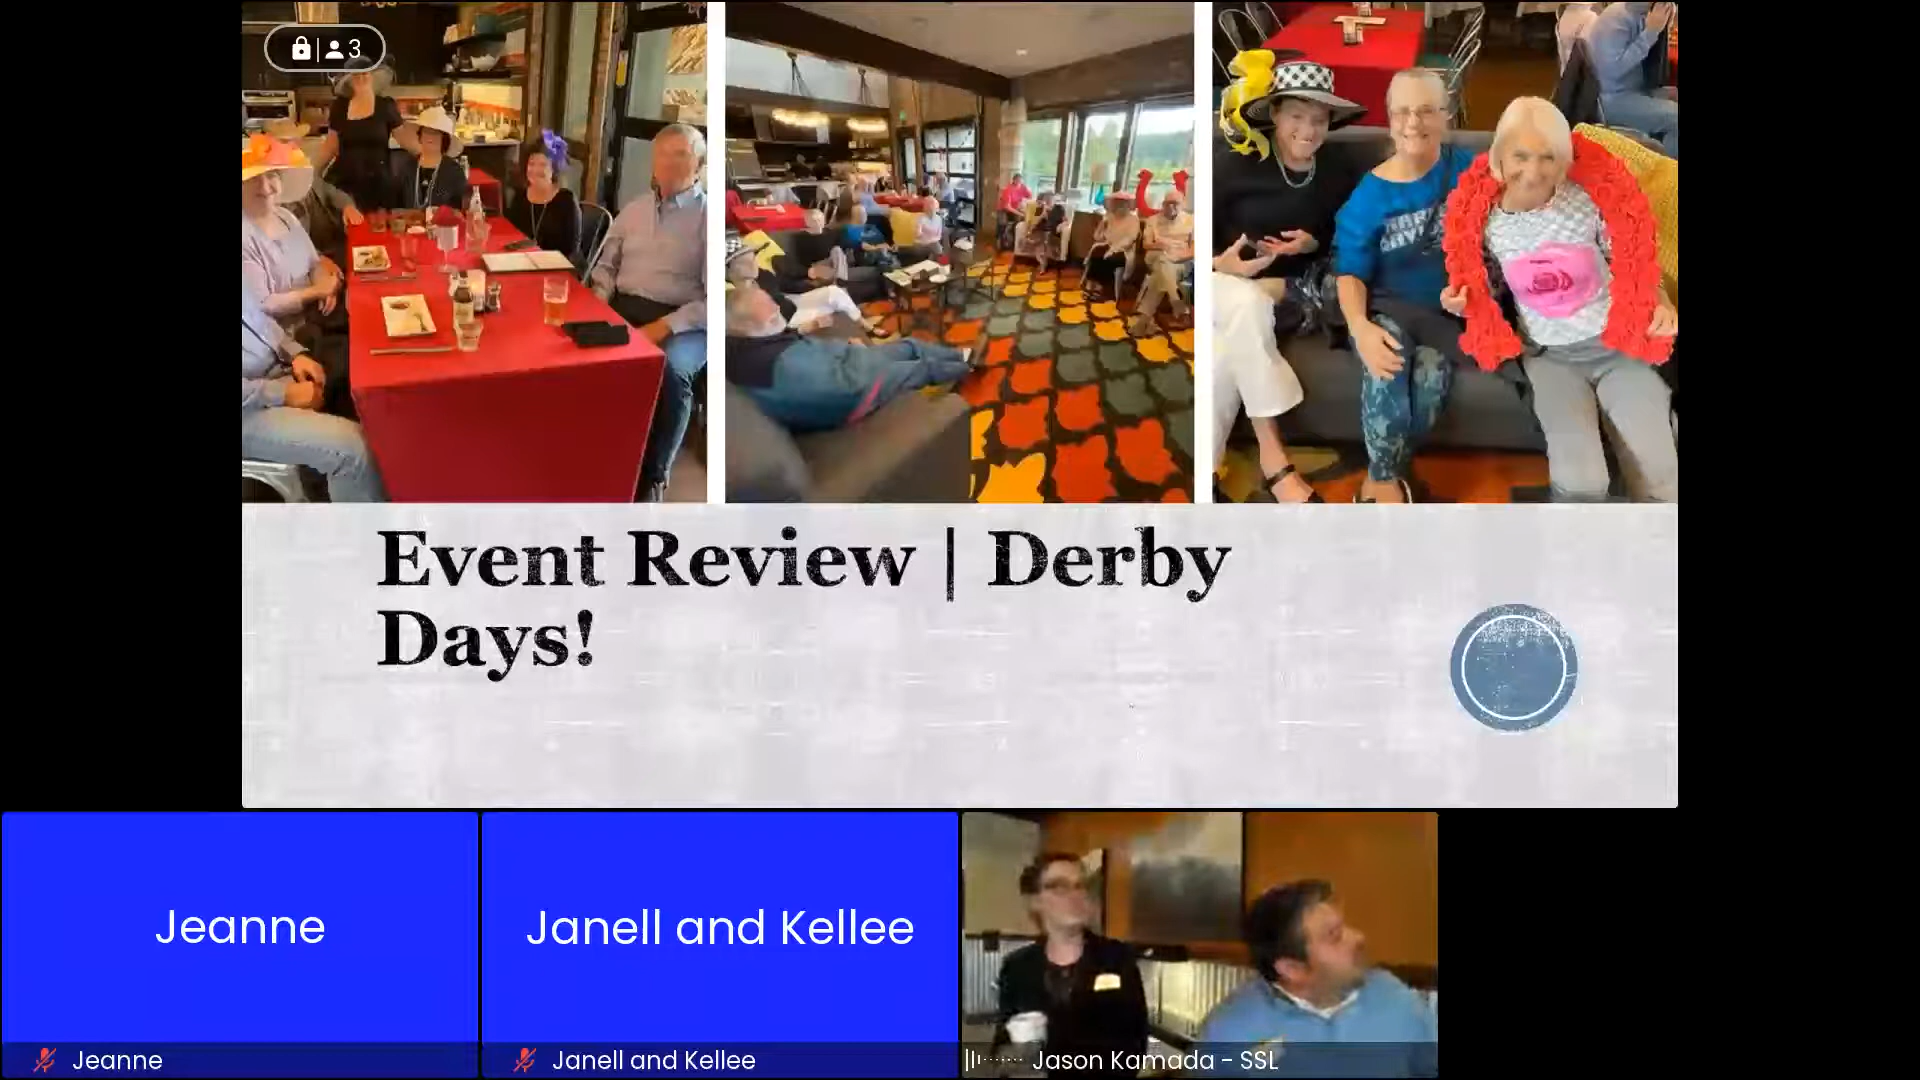 3
Event Review | Derby
Days!
Jeanne
Janell and Kellee
Jeanne
Janell and Kellee
Jason Kamada - SSL